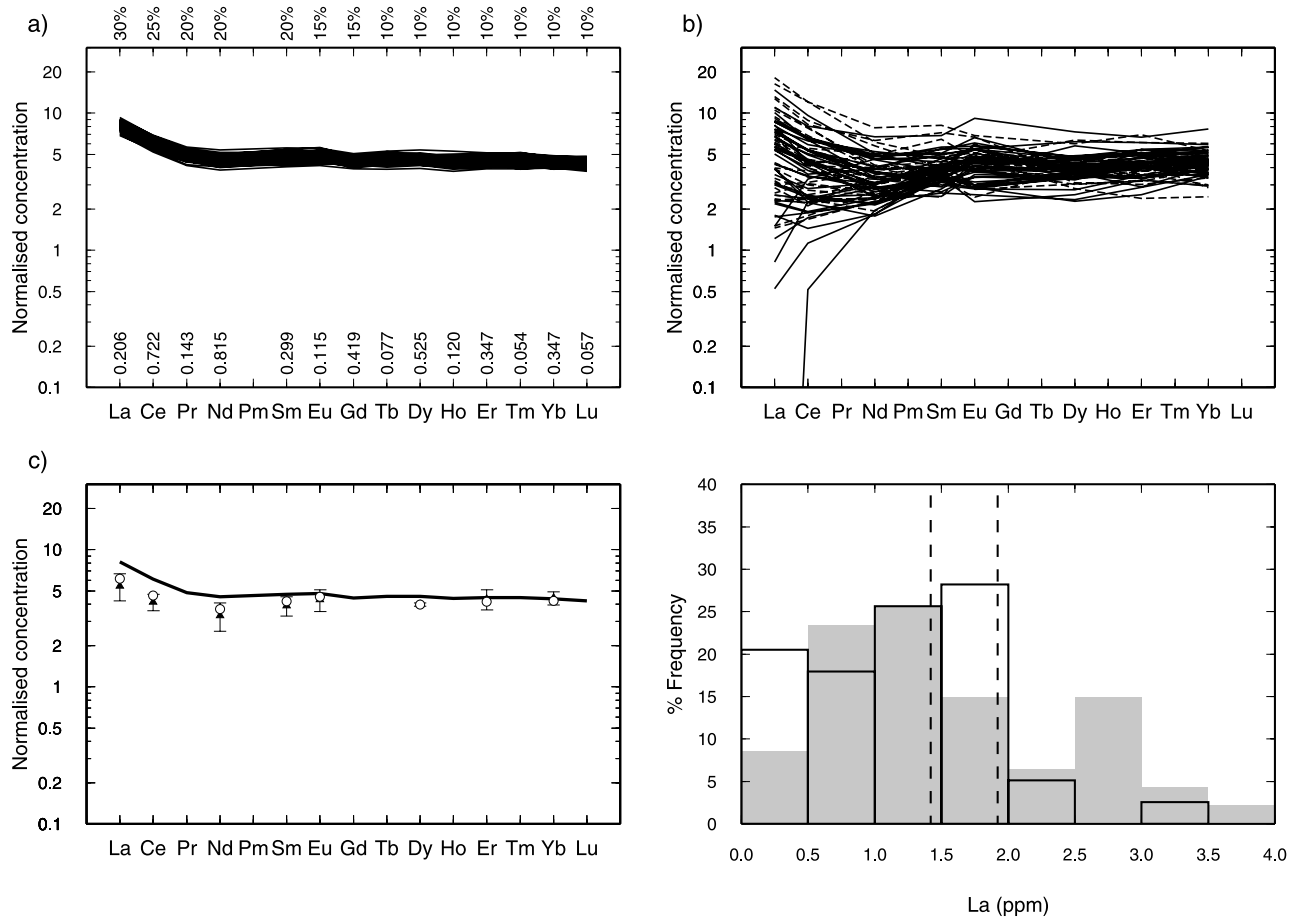 a)
30% 25% 20% 20% 20% 15% 15% 10% 10% 10% 10% 10% 10% 10%
20
10
5
2
1
0.5
0.2
0.1
Normalised concentration
0.206 0.722 0.143 0.815 0.299 0.115 0.419 0.077 0.525 0.120 0.347 0.054 0.347 0.057
La Ce Pr Nd Pm Sm Eu Gd Tb Dy Ho Er Tm Yb Lu
b)
20
10
5
2
1
0.5
0.2
0.1
Normalised concentration
La Ce Pr Nd Pm Sm Eu Gd Tb Dy Ho Er Tm Yb Lu
c)
20
10
5
2
1
0.5
0.2
0.1
Normalised concentration
La Ce Pr Nd Pm Sm Eu Gd Tb Dy Ho Er Tm Yb Lu
40
35
30
25
20
15
10
5
0
% Frequency
0.0 0.5 1.0 1.5 2.0 2.5 3.0 3.5 4.0
La (ppm)